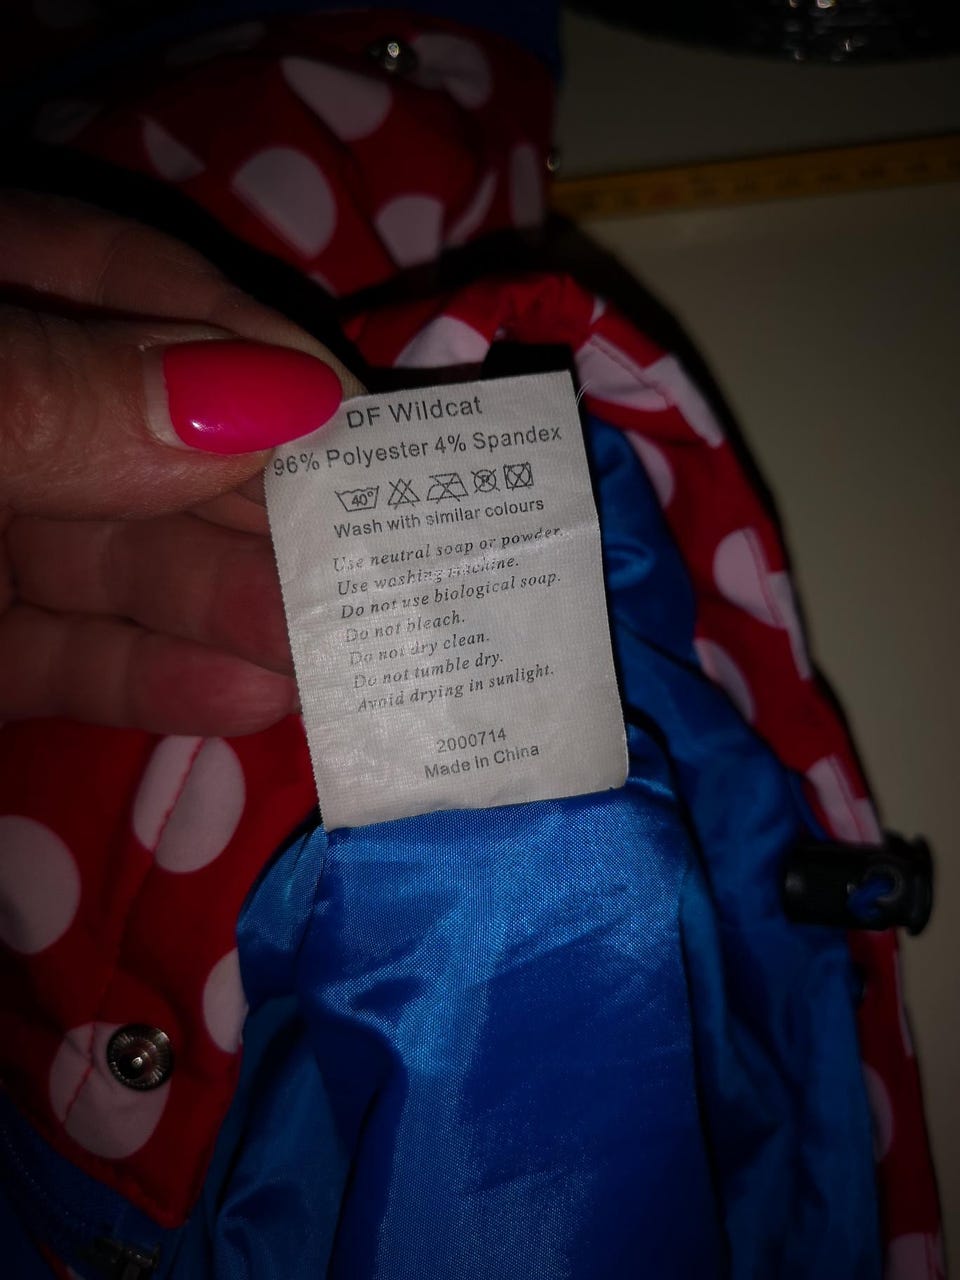 DF Wildcat
96% Polyester 4% Spandex
40°
P
Wash with similar colours
Use neutral soap or powder.
Use washing machine.
Do not use biological soap.
Do not bleach.
Do not dry clean.
Do not tumble dry.
Avoid drying in sunlight.
2000714
Made In China